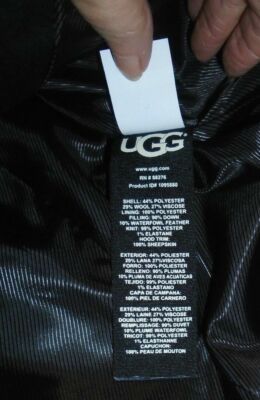 UGG
www.ugg.com
RN # 88276
Product ID# 1095580
SHELL: 44% POLYESTER
29% WOOL 27% VISCOSE
LINING: 100% POLYESTER
FILLING: 90% DOWN
10% WATERFOWL FEATHER
KNIT: 99% POLYESTER
1% ELASTANE
HOOD TRIM:
100% SHEEPSKIN
EXTERIOR: 44% POLIESTER
29% LANA 27%VISCOSA
FORRO: 100% POLIESTER
RELLENO: 90% PLUMAS
10% PLUMA DE AVES ACUATICAS
TEJIDO: 99% POLIESTER
1% ELASTANO
CAPA DE CAMPANA:
100% PIEL DE CARNERO
EXTÉRIEUR: 44% POLYESTER
29% LAINE 27% VISCOSE
DOUBLURE: 100% POLYESTER
REMPLISSAGE: 90% DUVET
10% PLUME WATERFOWL
TRICOT: 99% POLYESTER
1% ELASTHANNE
CAPUCHON:
100% PEAU DE MOUTON